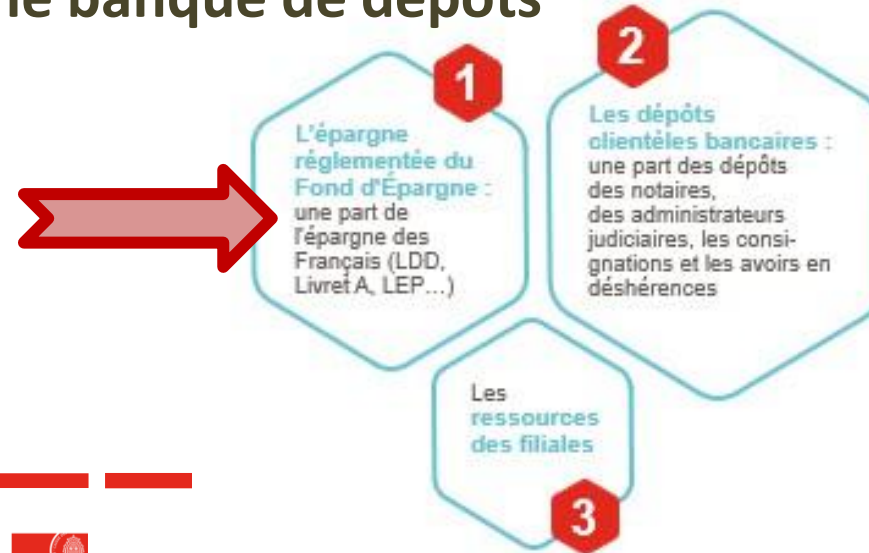 le banque de dépôts
1
L'épargne
réglementée du
Fond d'Épargne :
une part de
l'épargne des
Français (LDD,
Livret A, LEP...)
2
Les dépôts
clientèles bancaires :
une part des dépôts
des notaires,
des administrateurs
judiciaires, les consi-
gnations et les avoirs en
déshérences
Les
ressources
des filiales
3